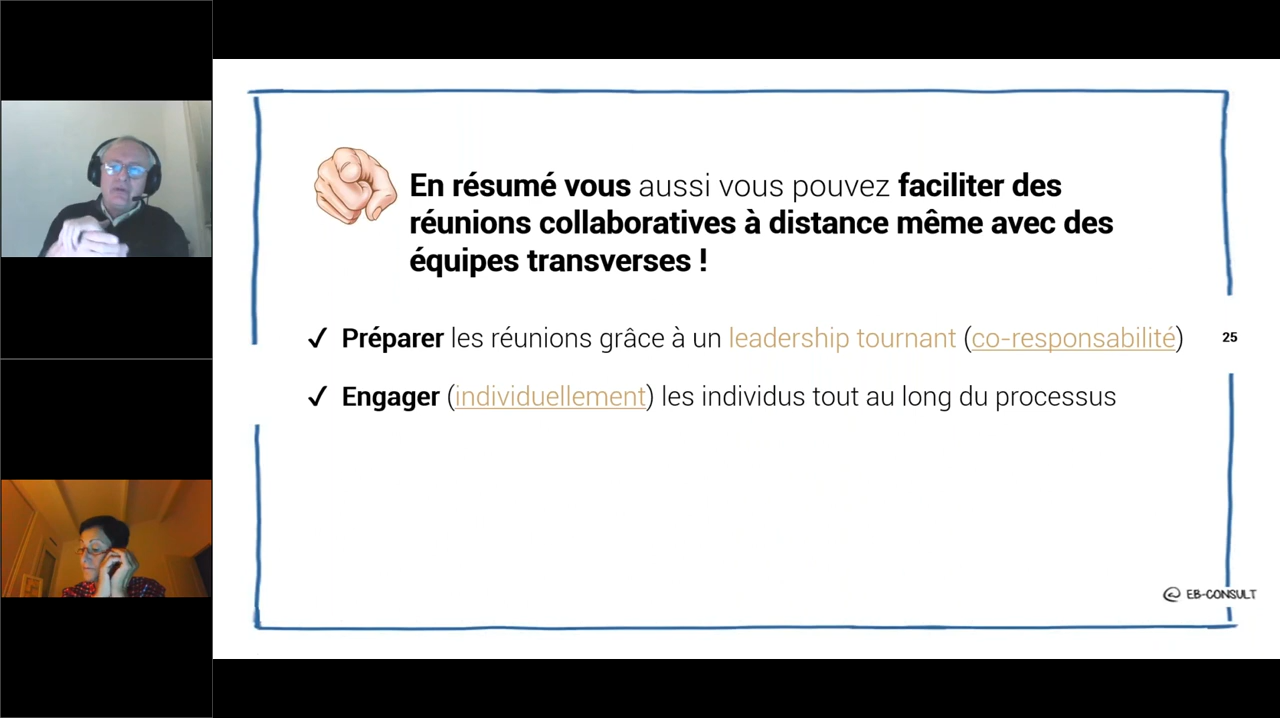 En résumé vous aussi vous pouvez faciliter des
réunions collaboratives à distance même avec des
équipes transverses !
✓ Préparer les réunions grâce à un leadership tournant (co-responsabilité)
25
✓ Engager (individuellement) les individus tout au long du processus
@ EB-CONSULT